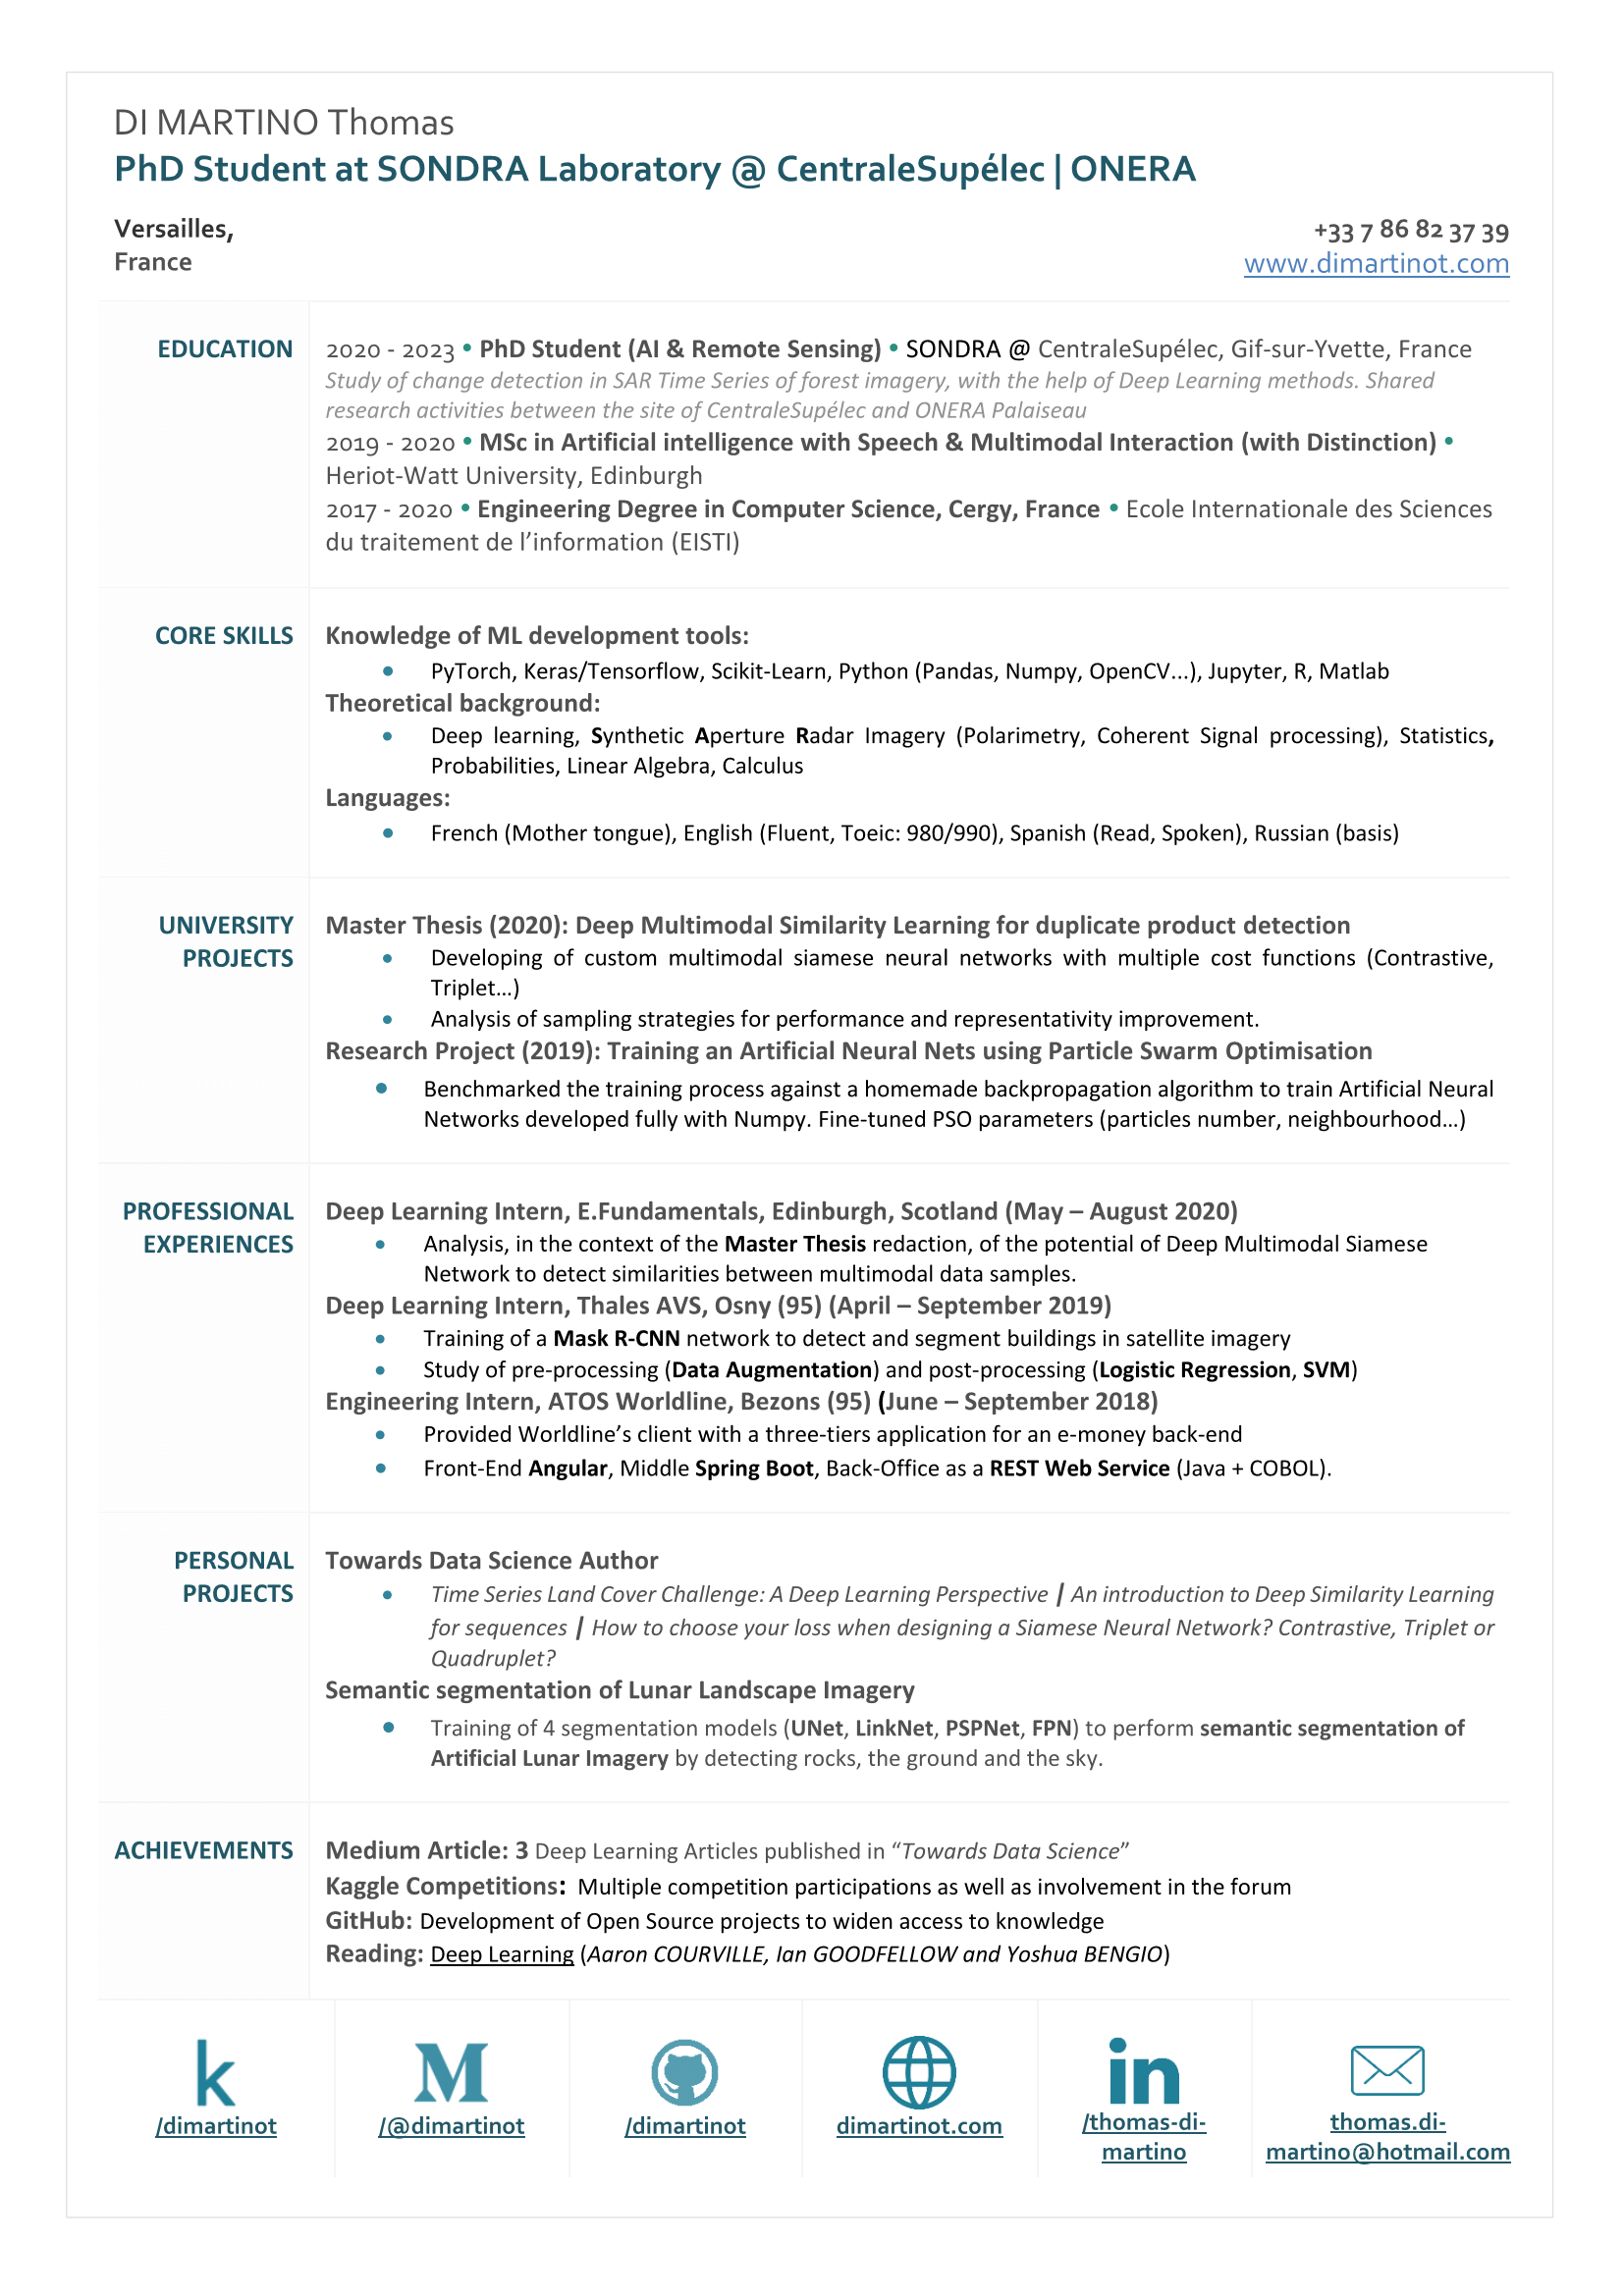 DI MARTINO Thomas
PhD Student at SONDRA Laboratory @ CentraleSupélec | ONERA
Versailles,
France
+33 7 86 82 37 39
www.dimartinot.com
EDUCATION
2020 - 2023 • PhD Student (AI & Remote Sensing) • SONDRA @ CentraleSupélec, Gif-sur-Yvette, France
Study of change detection in SAR Time Series of forest imagery, with the help of Deep Learning methods. Shared
research activities between the site of CentraleSupélec and ONERA Palaiseau
2019 - 2020 • MSc in Artificial intelligence with Speech & Multimodal Interaction (with Distinction) •
Heriot-Watt University, Edinburgh
2017 - 2020 • Engineering Degree in Computer Science, Cergy, France • Ecole Internationale des Sciences
du traitement de l’information (EISTI)
CORE SKILLS
Knowledge of ML development tools:
• PyTorch, Keras/Tensorflow, Scikit-Learn, Python (Pandas, Numpy, OpenCV...), Jupyter, R, Matlab
Theoretical background:
• Deep learning, Synthetic Aperture Radar Imagery (Polarimetry, Coherent Signal processing), Statistics,
Probabilities, Linear Algebra, Calculus
Languages:
• French (Mother tongue), English (Fluent, Toeic: 980/990), Spanish (Read, Spoken), Russian (basis)
UNIVERSITY
PROJECTS
Master Thesis (2020): Deep Multimodal Similarity Learning for duplicate product detection
• Developing of custom multimodal siamese neural networks with multiple cost functions (Contrastive,
Triplet…)
• Analysis of sampling strategies for performance and representativity improvement.
Research Project (2019): Training an Artificial Neural Nets using Particle Swarm Optimisation
• Benchmarked the training process against a homemade backpropagation algorithm to train Artificial Neural
Networks developed fully with Numpy. Fine-tuned PSO parameters (particles number, neighbourhood…)
PROFESSIONAL
EXPERIENCES
Deep Learning Intern, E.Fundamentals, Edinburgh, Scotland (May – August 2020)
• Analysis, in the context of the Master Thesis redaction, of the potential of Deep Multimodal Siamese
Network to detect similarities between multimodal data samples.
Deep Learning Intern, Thales AVS, Osny (95) (April – September 2019)
• Training of a Mask R-CNN network to detect and segment buildings in satellite imagery
• Study of pre-processing (Data Augmentation) and post-processing (Logistic Regression, SVM)
Engineering Intern, ATOS Worldline, Bezons (95) (June – September 2018)
• Provided Worldline’s client with a three-tiers application for an e-money back-end
• Front-End Angular, Middle Spring Boot, Back-Office as a REST Web Service (Java + COBOL).
PERSONAL
PROJECTS
Towards Data Science Author
• Time Series Land Cover Challenge: A Deep Learning Perspective | An introduction to Deep Similarity Learning
for sequences | How to choose your loss when designing a Siamese Neural Network? Contrastive, Triplet or
Quadruplet?
Semantic segmentation of Lunar Landscape Imagery
• Training of 4 segmentation models (UNet, LinkNet, PSPNet, FPN) to perform semantic segmentation of
Artificial Lunar Imagery by detecting rocks, the ground and the sky.
ACHIEVEMENTS
Medium Article: 3 Deep Learning Articles published in “Towards Data Science”
Kaggle Competitions: Multiple competition participations as well as involvement in the forum
GitHub: Development of Open Source projects to widen access to knowledge
Reading: Deep Learning (Aaron COURVILLE, Ian GOODFELLOW and Yoshua BENGIO)
k
/dimartinot
M
/@dimartinot
/dimartinot
dimartinot.com
in
/thomas-di-
martino
thomas.di-
martino@hotmail.com